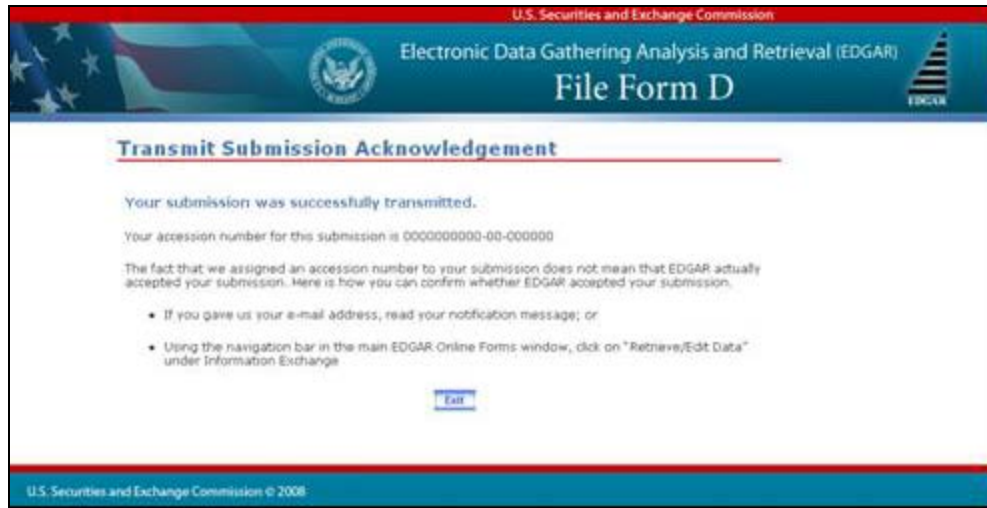 U.S. Securities and Exchange Commission
Electronic Data Gathering Analysis and Retrieval (EDGAR)
File Form D
EDGAR
Transmit Submission Acknowledgement
Your submission was successfully transmitted.
Your accession number for this submission is 0000000000-00-000000
The fact that we assigned an accession number to your submission does not mean that EDGAR actually
accepted your submission. Here is how you can confirm whether EDGAR accepted your submission.
• If you gave us your e-mail address, read your notification message; or
• Using the navigation bar in the main EDGAR Online Forms window, click on "Retrieve/Edit Data"
under Information Exchange
Exit
U.S. Securities and Exchange Commission © 2008